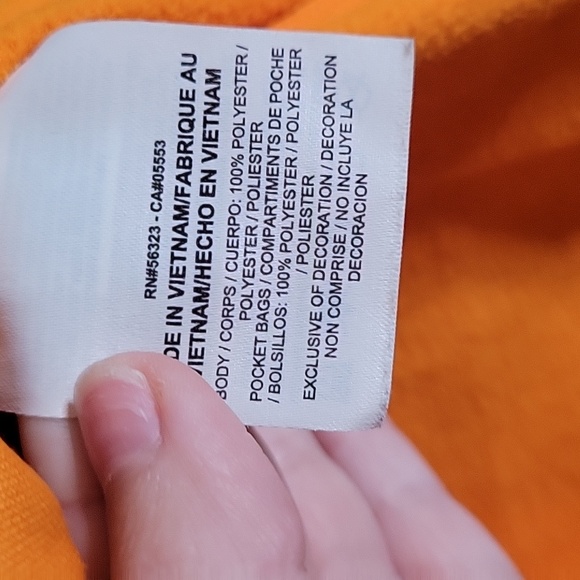 RN#56323 - CA#05553
DE IN VIETNAM/FABRIQUE AU
VIETNAM/HECHO EN VIETNAM
BODY / CORPS / CUERPO: 100% POLYESTER /
POLYESTER / POLIESTER
POCKET BAGS / COMPARTIMENTS DE POCHE
/ BOLSILLOS: 100% POLYESTER / POLYESTER
/ POLIESTER
EXCLUSIVE OF DECORATION / DECORATION
NON COMPRISE / NO INCLUYE LA
DECORACION